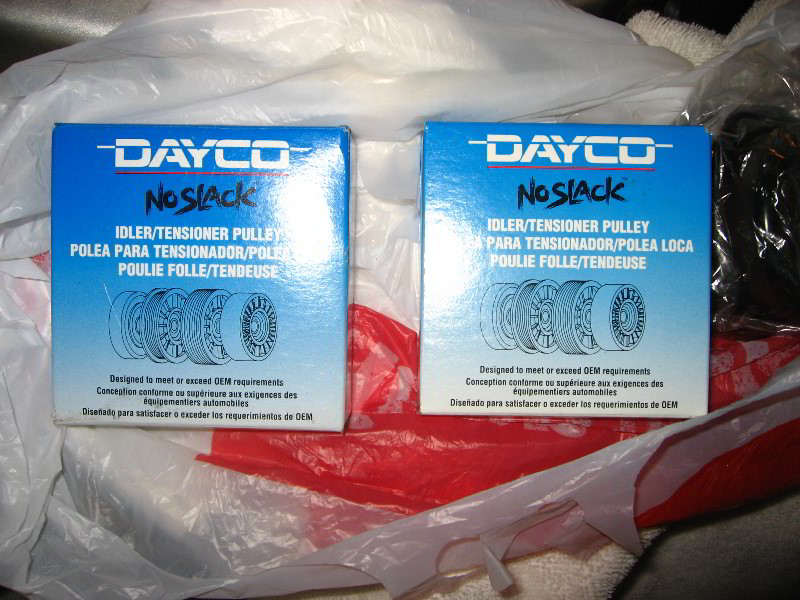 DAYCO
NoSLACK
IDLER/TENSIONER PULLEY
POLEA PARA TENSIONADOR/POLEA
POULIE FOLLE/TENDEUSE
Designed to meet or exceed OEM requirements
Conception conforme ou supérieure aux exigences des
équipementiers automobiles
Diseñado para satisfacer o exceder los requerimientos de OEM
DAYCO
NoSLACK
IDLER/TENSIONER PULLEY
PARA TENSIONADOR/POLEA LOCA
POULIE FOLLE/TENDEUSE
Designed to meet or exceed OEM requirements
Conception conforme ou supérieure aux exigences des
équipementiers automobiles
Diseñado para satisfacer o exceder los requerimientos de OEM